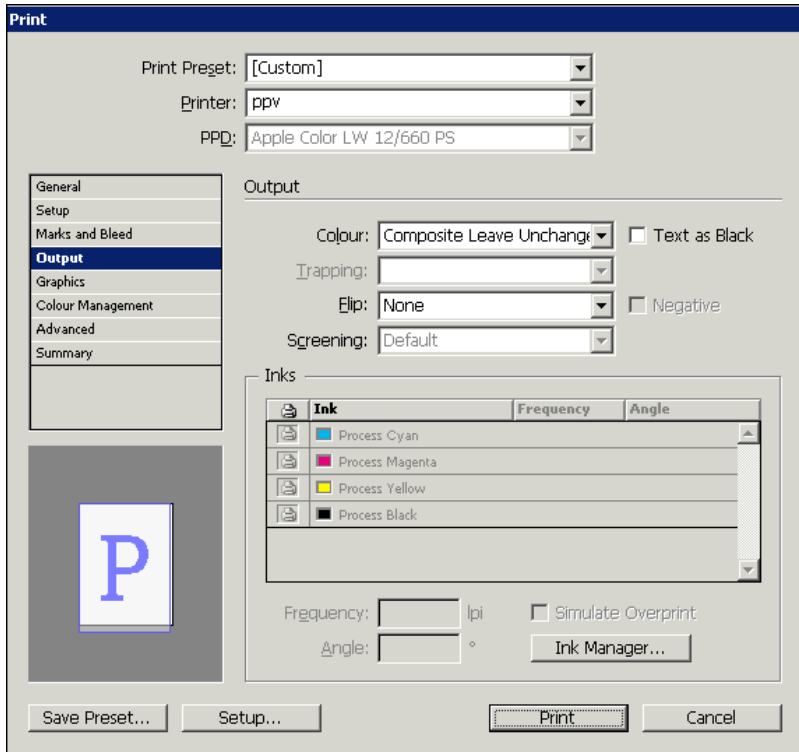 Print
Print Preset: [Custom]
Printer: ppv
PPD: Apple Color LW 12/660 PS
General
Setup
Marks and Bleed
Output
Graphics
Colour Management
Advanced
Summary
P
Output
Colour: Composite Leave Unchange Text as Black
Trapping:
Flip: None Negative
Screening: Default
Inks
Ink Frequency Angle
Process Cyan
Process Magenta
Process Yellow
Process Black
Frequency: lpi Simulate Overprint
Angle: ° Ink Manager...
Save Preset... Setup... Print Cancel